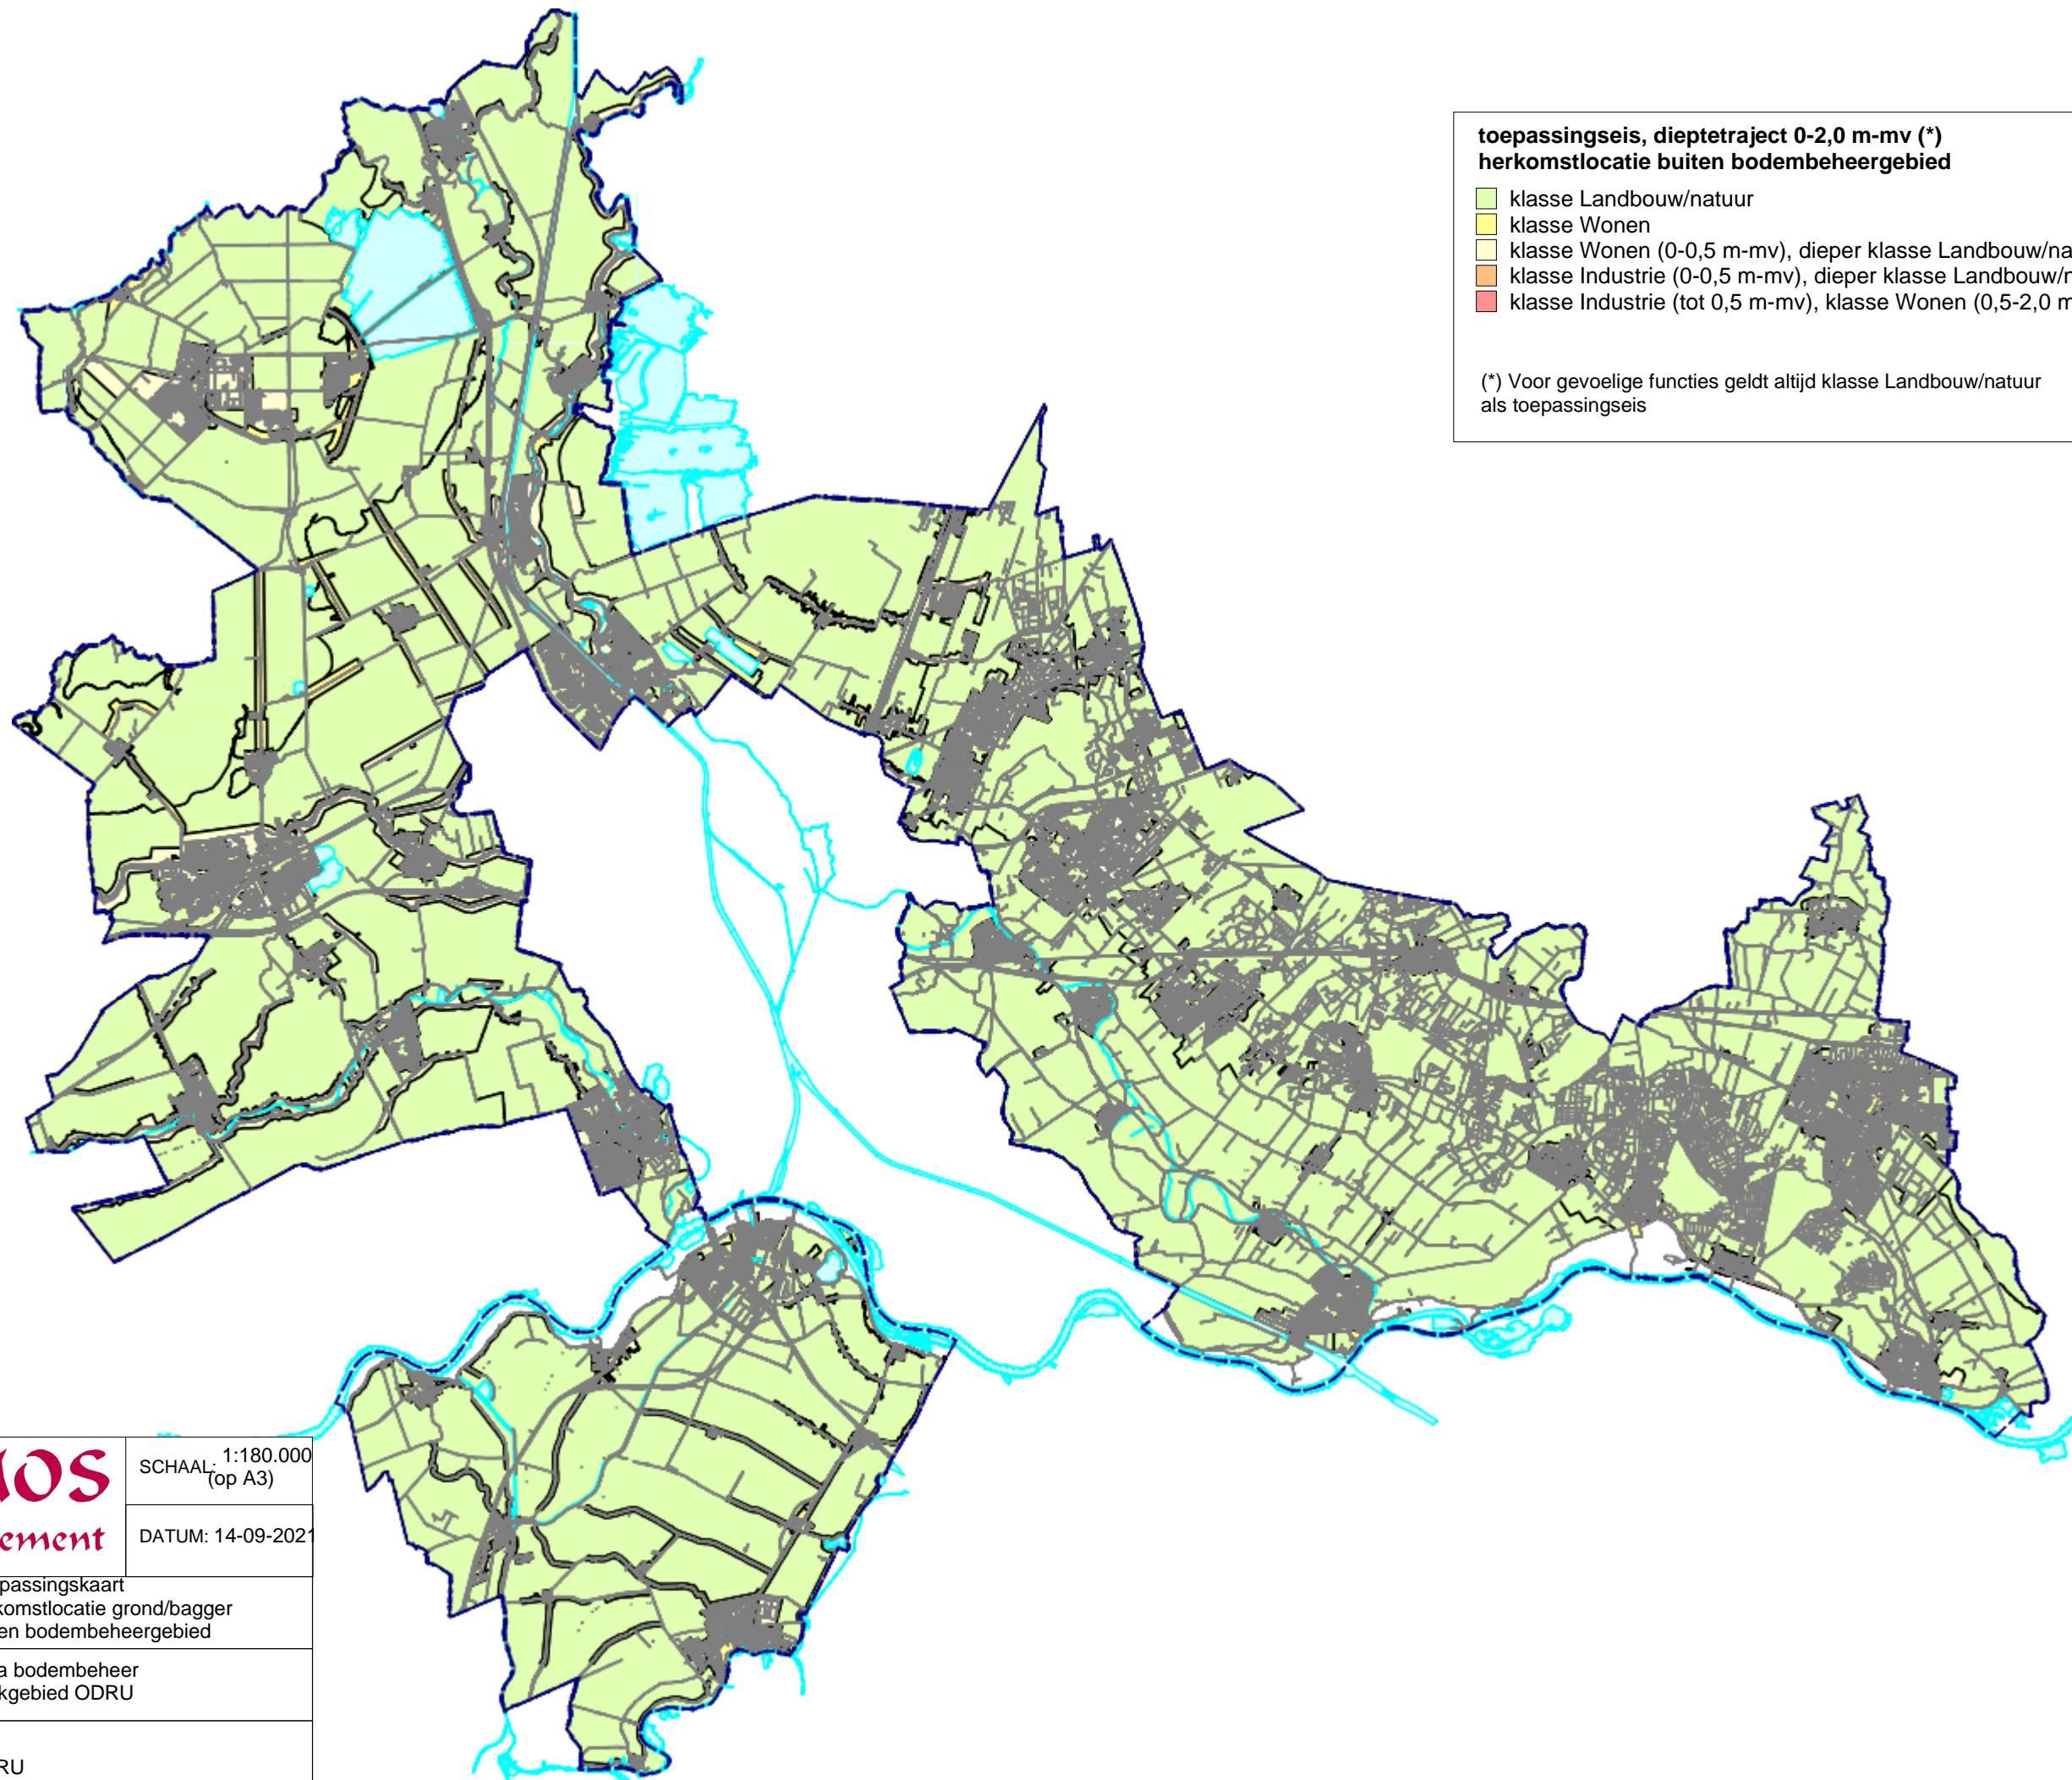 toepassingseis, dieptetraject 0-2,0 m-mv (*)
herkomstlocatie buiten bodembeheergebied
klasse Landbouw/natuur
klasse Wonen
klasse Wonen (0-0,5 m-mv), dieper klasse Landbouw/na
klasse Industrie (0-0,5 m-mv), dieper klasse Landbouw/n
klasse Industrie (tot 0,5 m-mv), klasse Wonen (0,5-2,0 m
(*) Voor gevoelige functies geldt altijd klasse Landbouw/natuur
als toepassingseis
os
ement
SCHAAL: 1:180.000
(op A3)
DATUM: 14-09-2021
passingskaart
komstlocatie grond/bagger
en bodembeheergebied
a bodembeheer
kgebied ODRU
RU